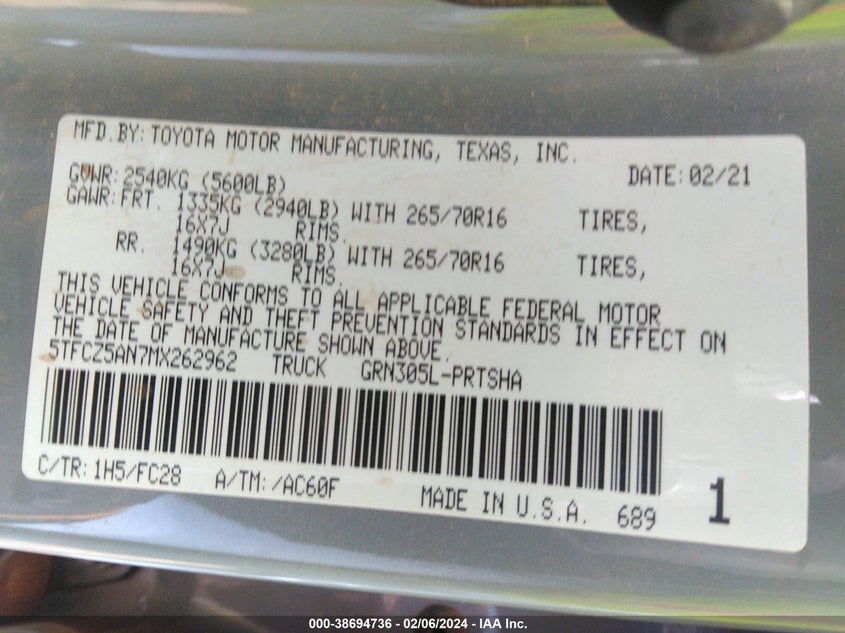 MFD.BY: TOYOTA MOTOR MANUFACTURING, TEXAS, INC.
DATE: 02/21
GVWR: 2540KG (5600LB)
GAWR: FRT. 1335KG (2940LB) WITH 265/70R16 TIRES,
16X7J RIMS.
RR. 1490KG (3280LB) WITH 265/70R16 TIRES,
16X7J RIMS.
THIS VEHICLE CONFORMS TO ALL APPLICABLE FEDERAL MOTOR
VEHICLE SAFETY AND THEFT PREVENTION STANDARDS IN EFFECT ON
THE DATE OF MANUFACTURE SHOWN ABOVE.
5TFCZ5AN7MX262962 TRUCK GRN305L-PRTSHA
C/TR: 1H5/FC28 A/TM: /AC60F MADE IN U.S.A. 689 1
000-38694736 - 02/06/2024 - IAA Inc.